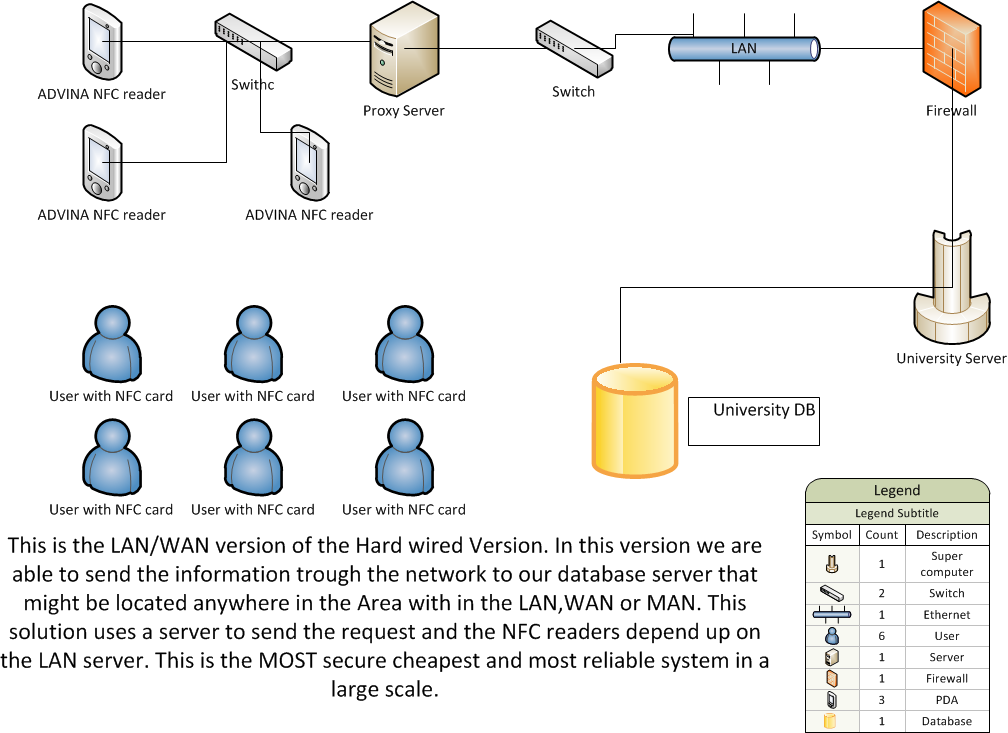 Swithc
Proxy Server
Switch
LAN
Firewall
ADVINA NFC reader
ADVINA NFC reader
ADVINA NFC reader
University Server
User with NFC card
User with NFC card
User with NFC card
University DB
User with NFC card
User with NFC card
User with NFC card
This is the LAN/WAN version of the Hard wired Version. In this version we are
able to send the information trough the network to our database server that
might be located anywhere in the Area with in the LAN,WAN or MAN. This
solution uses a server to send the request and the NFC readers depend up on
the LAN server. This is the MOST secure cheapest and most reliable system in a
large scale.
Legend
Legend Subtitle
Symbol Count Description
1 Super
computer
2 Switch
1 Ethernet
6 User
1 Server
1 Firewall
3 PDA
1 Database